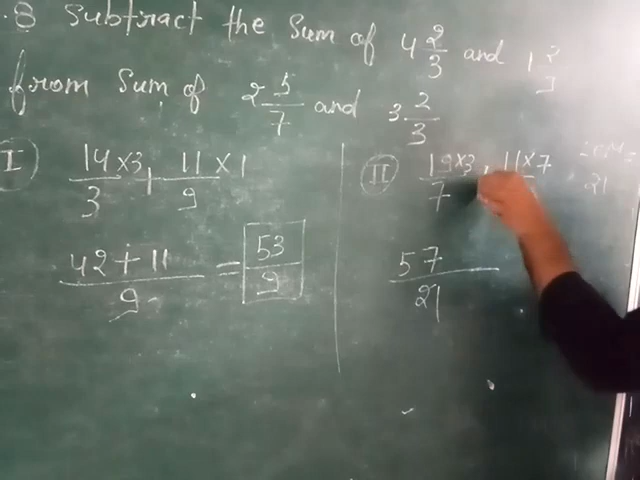 .8 Subtract the Sum of 4 2/3 and 1
from Sum of 2 5/7 and 3 2/3
I 14×3/3 + 11×1/9
II 19×3/7 + 11×7
LCM=
21
42+11/9 = 53/9
57/21